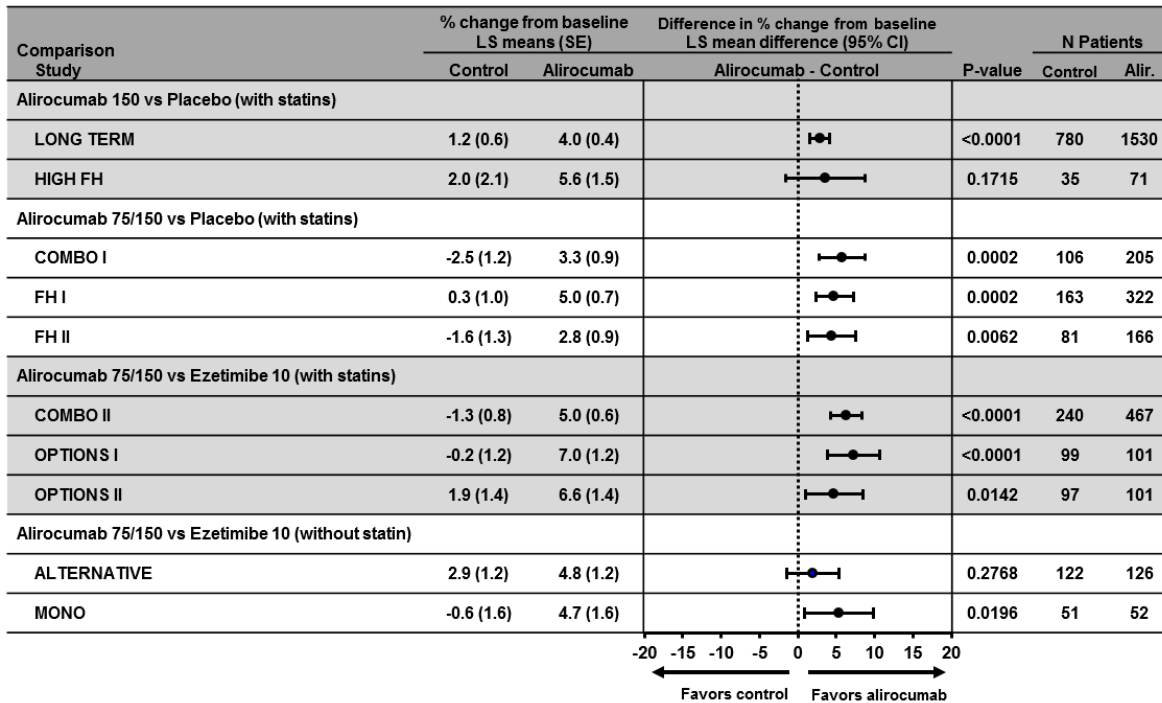 % change from baseline
LS means (SE)
Difference in % change from baseline
LS mean difference (95% CI)
Comparison
N Patients
Study Control Alirocumab Alirocumab - Control P-value Control Alir.
Alirocumab 150 vs Placebo (with statins)
LONG TERM 1.2 (0.6) 4.0 (0.4) <0.0001 780 1530
HIGH FH 2.0 (2.1) 5.6 (1.5) 0.1715 35 71
Alirocumab 75/150 vs Placebo (with statins)
COMBO I -2.5 (1.2) 3.3 (0.9) 0.0002 106 205
FH I 0.3 (1.0) 5.0 (0.7) 0.0002 163 322
FH II -1.6 (1.3) 2.8 (0.9) 0.0062 81 166
Alirocumab 75/150 vs Ezetimibe 10 (with statins)
COMBO II -1.3 (0.8) 5.0 (0.6) <0.0001 240 467
OPTIONS I -0.2 (1.2) 7.0 (1.2) <0.0001 99 101
OPTIONS II 1.9 (1.4) 6.6 (1.4) 0.0142 97 101
Alirocumab 75/150 vs Ezetimibe 10 (without statin)
ALTERNATIVE 2.9 (1.2) 4.8 (1.2) 0.2768 122 126
MONO -0.6 (1.6) 4.7 (1.6) 0.0196 51 52
-20 -15 -10 -5 0 5 10 15 20
Favors control Favors alirocumab